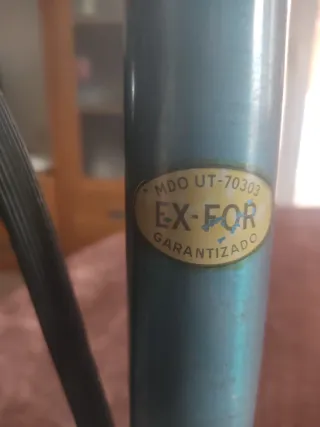 MDO UT-70303
EX-FOR
GARANTIZADO